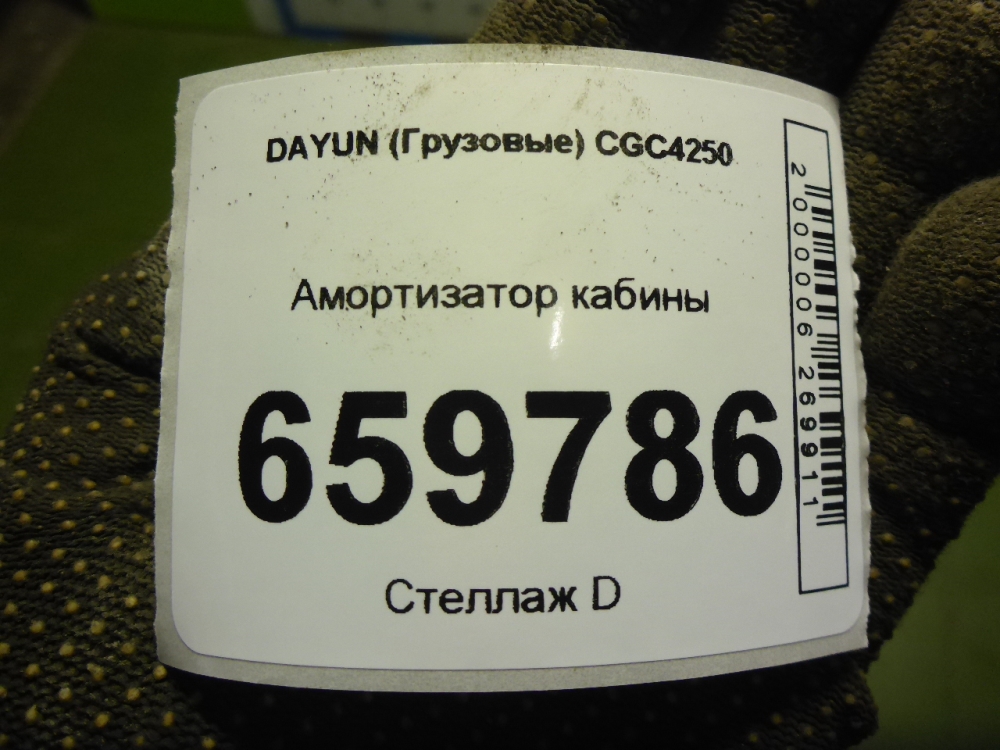 DAYUN (Грузовые) CGC4250
Амортизатор кабины
659786
Стеллаж D
2000006269911